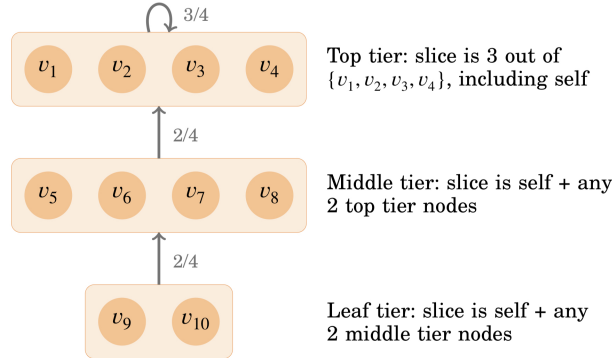 3/4
v₁ v₂ v₃ v₄
Top tier: slice is 3 out of
{v₁, v₂, v₃, v₄}, including self
2/4
v₅ v₆ v₇ v₈
Middle tier: slice is self + any
2 top tier nodes
2/4
v₉ v₁₀
Leaf tier: slice is self + any
2 middle tier nodes